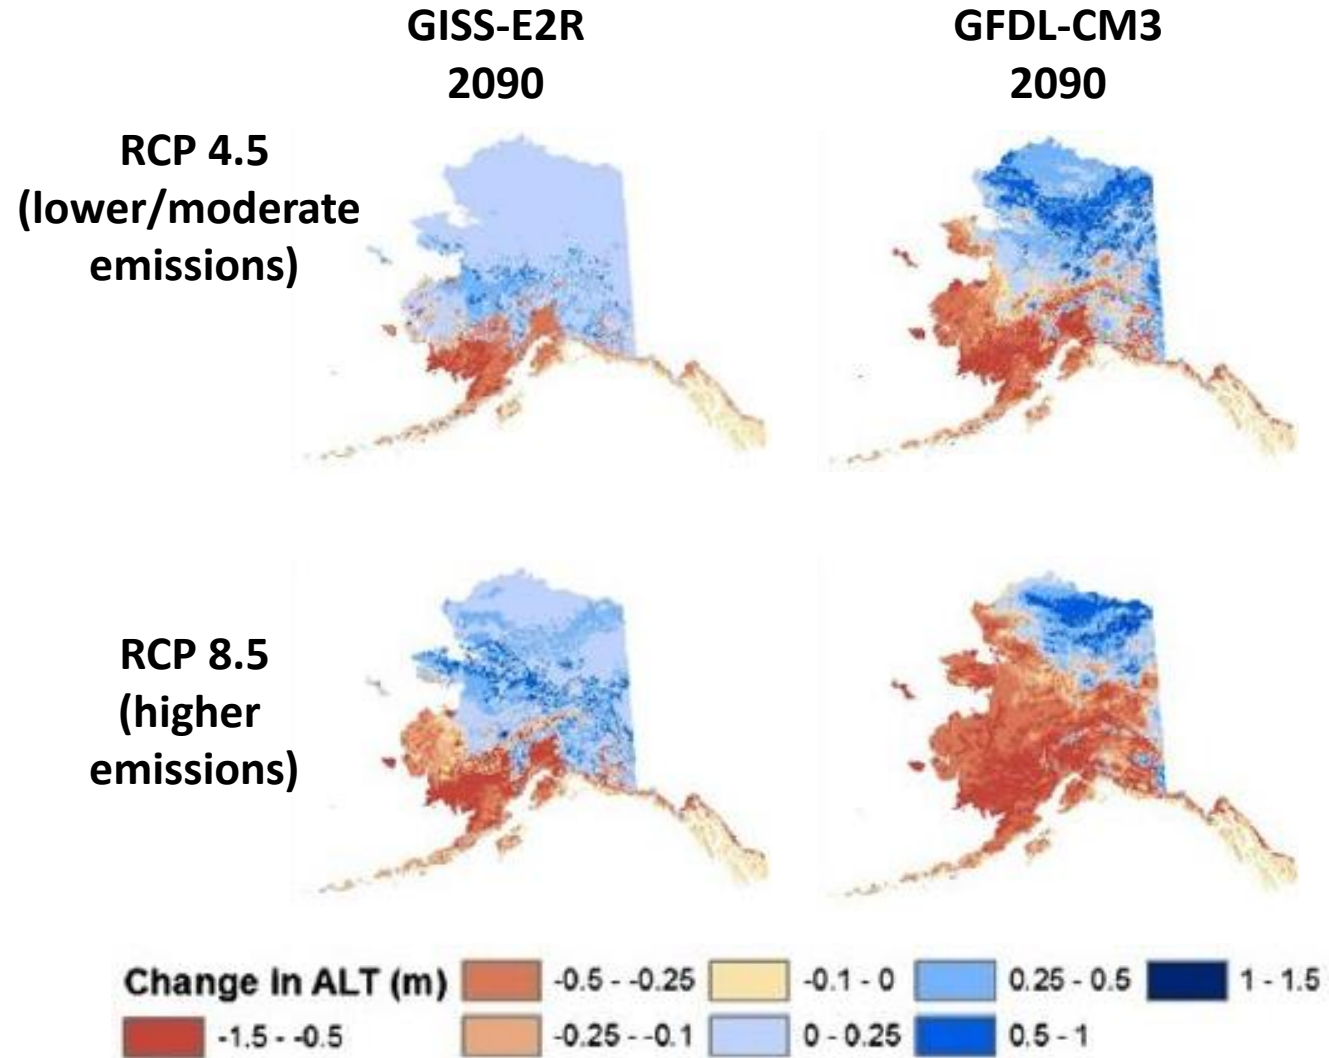 GISS-E2R
2090
GFDL-CM3
2090
RCP 4.5
(lower/moderate
emissions)
RCP 8.5
(higher
emissions)
Change in ALT (m)
-1.5 - -0.5
-0.5 - -0.25
-0.25 - -0.1
-0.1 - 0
0 - 0.25
0.25 - 0.5
0.5 - 1
1 - 1.5